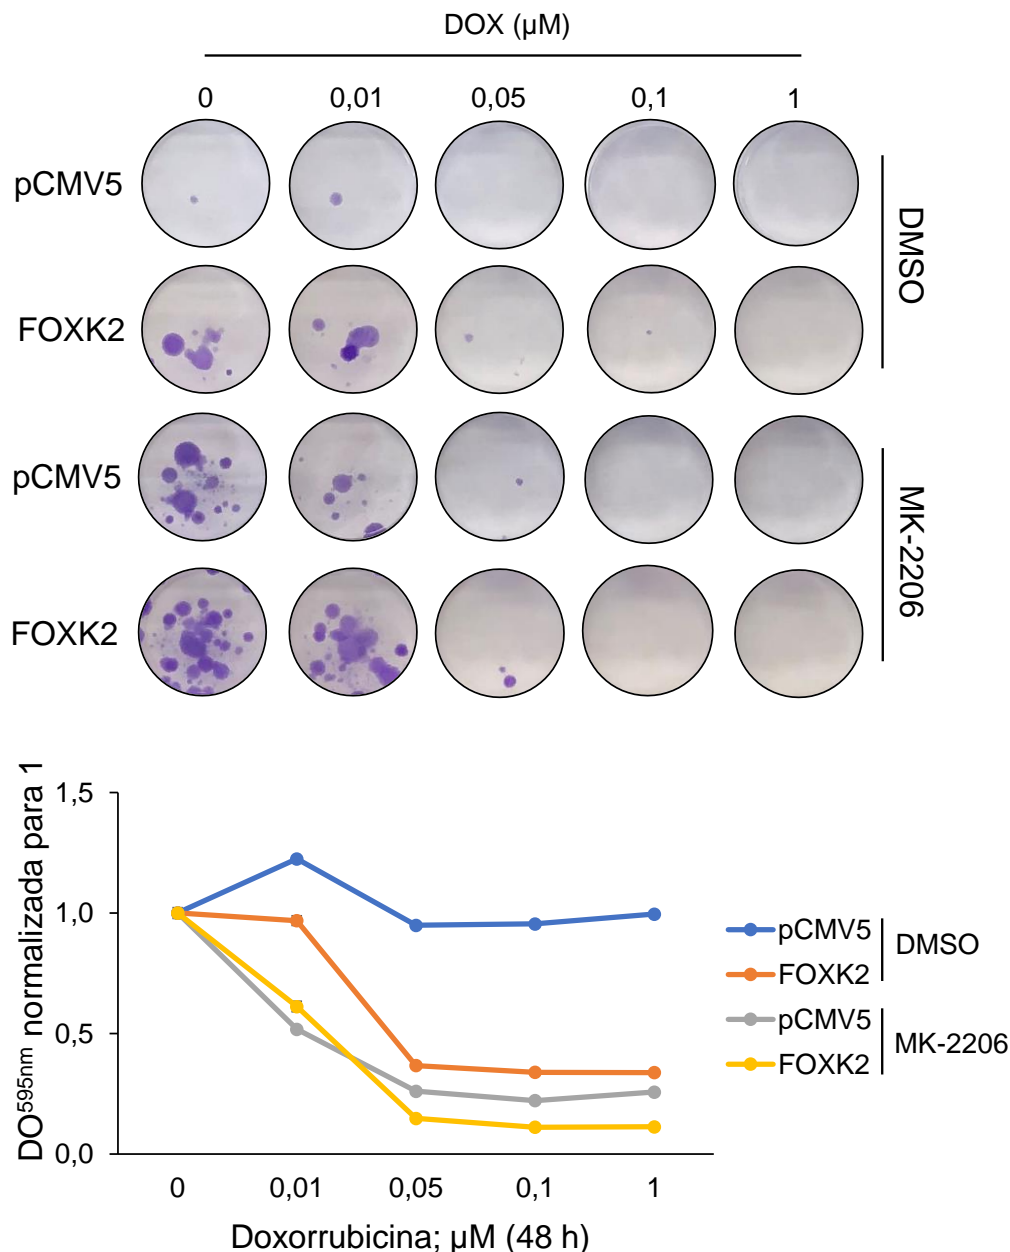 DOX (µM)
0 0,01 0,05 0,1 1
pCMV5
FOXK2
DMSO
pCMV5
FOXK2
MK-2206
DO595nm normalizada para 1
1,5
1,0
0,5
0,0
0 0,01 0,05 0,1 1
Doxorrubicina; µM (48 h)
pCMV5
FOXK2
DMSO
pCMV5
FOXK2
MK-2206